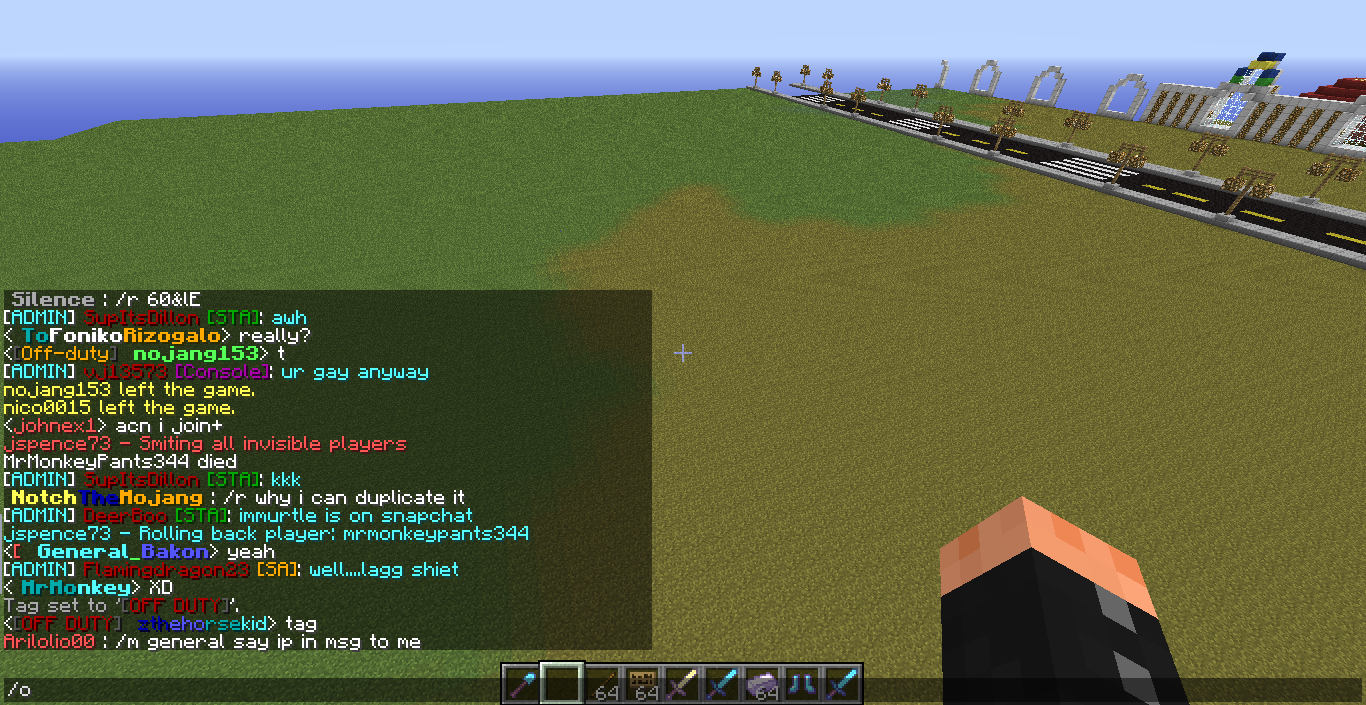 Silence : /r 60&lE
[ADMIN] SupItsDillon [STA]: awh
< ToFonikoRizogalo> really?
<[Off-duty] nojang153> t
[ADMIN] vj13573 [Console]: ur gay anyway
nojang153 left the game.
nico0015 left the game.
<johnex1> acn i join+
jspence73 - Smiting all invisible players
MrMonkeyPants344 died
[ADMIN] SupItsDillon [STA]: kkk
NotchTheMojang : /r why i can duplicate it
[ADMIN] DeerBoo [STA]: immurtle is on snapchat
jspence73 - Rolling back player: mrmonkeypants344
<[ General_Bakon> yeah
[ADMIN] Flamingdragon23 [SA]: well....lagg shiet
< MrMonkey> XD
Tag set to '[OFF DUTY]'.
<[OFF DUTY] zthehorsekid> tag
Arilolio00 : /m general say ip in msg to me
/o
64 64 64